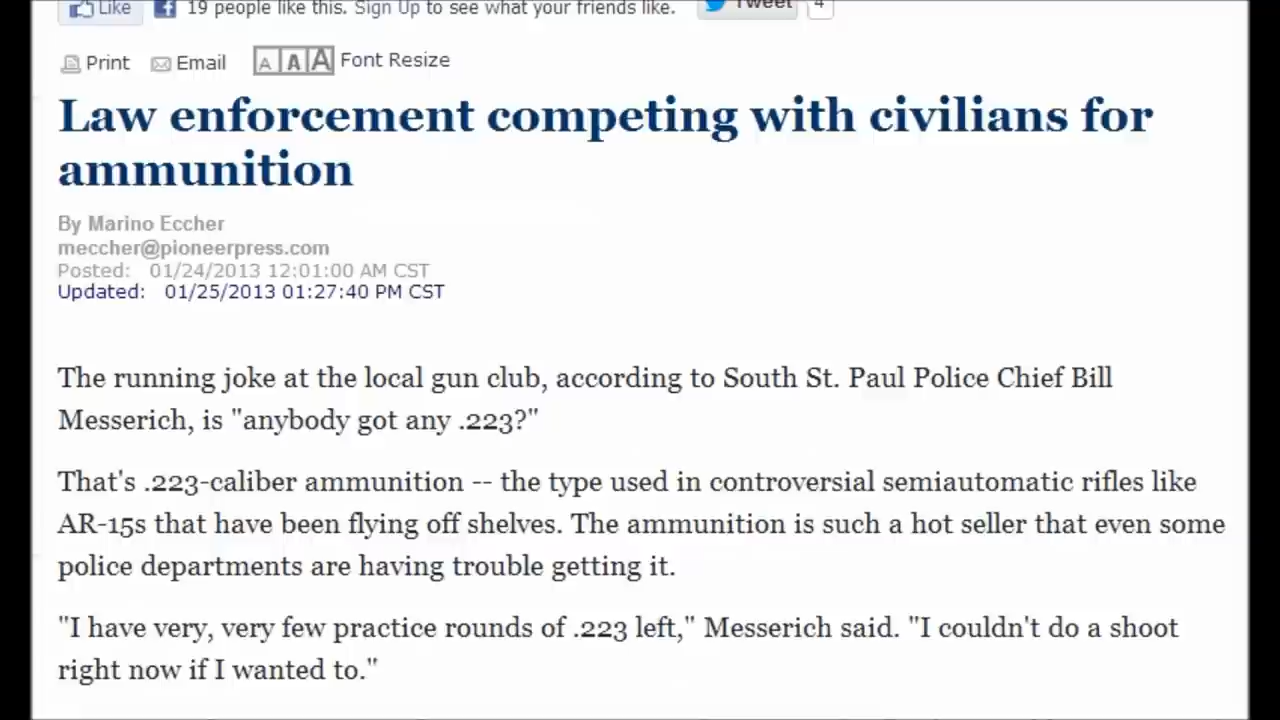 Like 19 people like this. Sign Up to see what your friends like. Tweet 4
Print Email A A A Font Resize
Law enforcement competing with civilians for
ammunition
By Marino Eccher
meccher@pioneerpress.com
Posted: 01/24/2013 12:01:00 AM CST
Updated: 01/25/2013 01:27:40 PM CST
The running joke at the local gun club, according to South St. Paul Police Chief Bill
Messerich, is "anybody got any .223?"
That's .223-caliber ammunition -- the type used in controversial semiautomatic rifles like
AR-15s that have been flying off shelves. The ammunition is such a hot seller that even some
police departments are having trouble getting it.
"I have very, very few practice rounds of .223 left," Messerich said. "I couldn't do a shoot
right now if I wanted to."